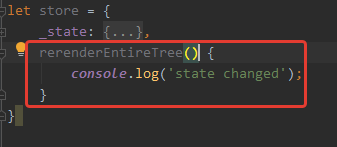 let store = {
_state: {...},
rerenderEntireTree() {
console.log('state changed');
}
}